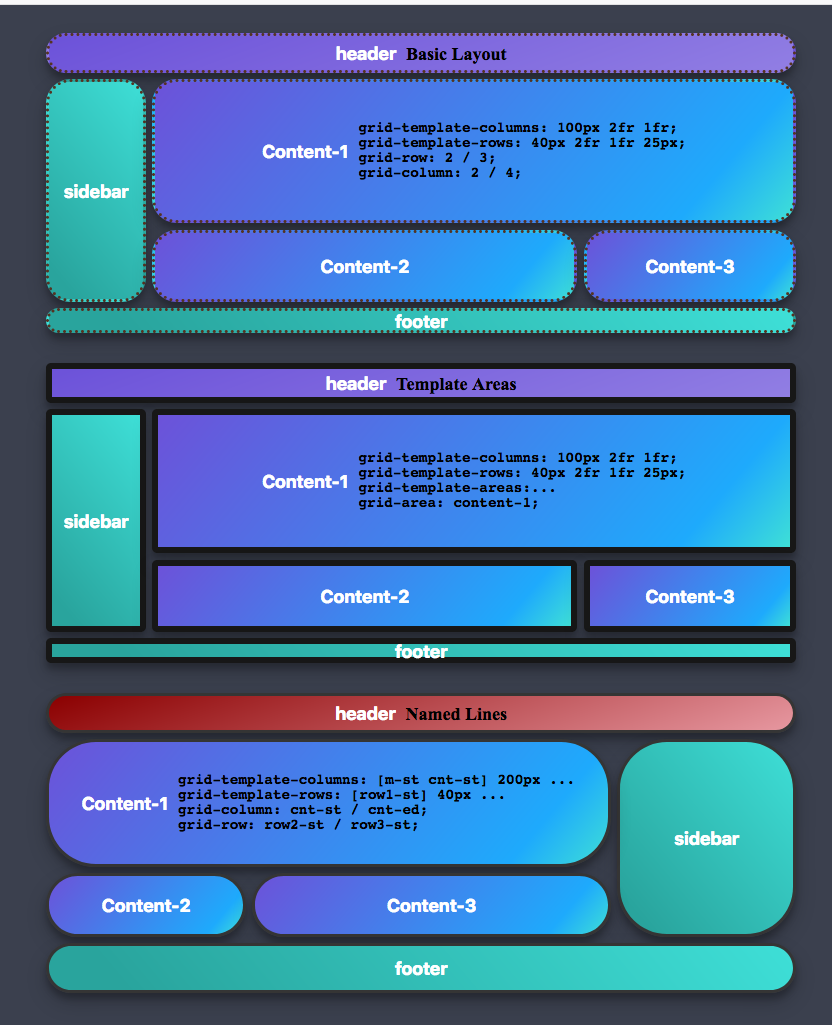 header Basic Layout
sidebar
Content-1
grid-template-columns: 100px 2fr 1fr;
grid-template-rows: 40px 2fr 1fr 25px;
grid-row: 2 / 3;
grid-column: 2 / 4;
Content-2
Content-3
footer
header Template Areas
sidebar
Content-1
grid-template-columns: 100px 2fr 1fr;
grid-template-rows: 40px 2fr 1fr 25px;
grid-template-areas:...
grid-area: content-1;
Content-2
Content-3
footer
header Named Lines
Content-1
grid-template-columns: [m-st cnt-st] 200px ...
grid-template-rows: [row1-st] 40px ...
grid-column: cnt-st / cnt-ed;
grid-row: row2-st / row3-st;
sidebar
Content-2
Content-3
footer